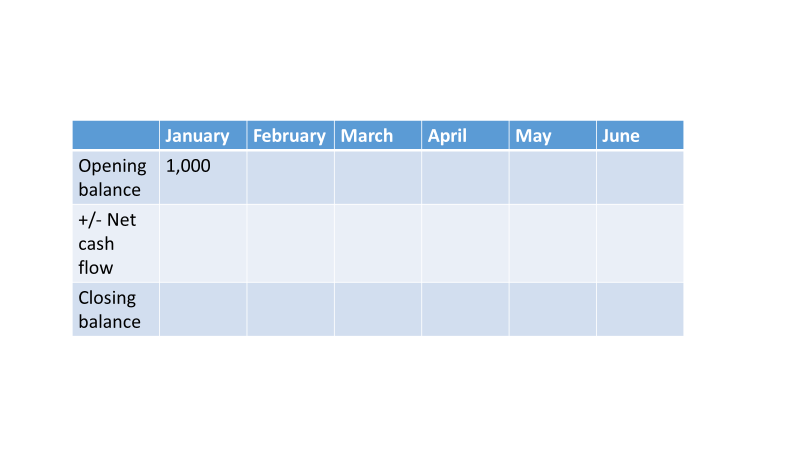 January February March April May June
Opening 1,000
balance
+/- Net
cash
flow
Closing
balance